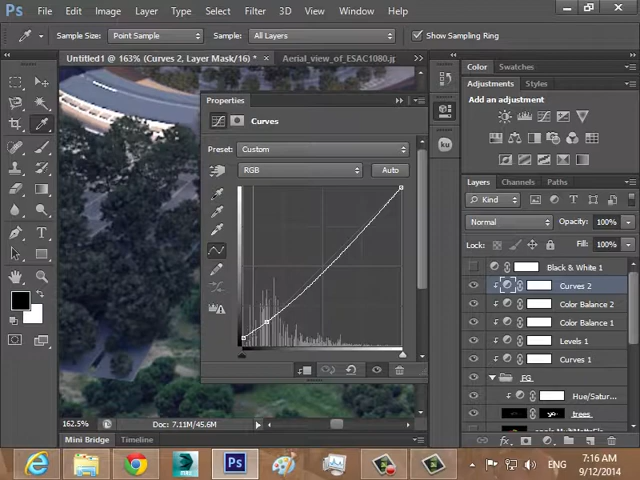 Ps File Edit Image Layer Type Select Filter 3D View Window Help
Sample Size: Point Sample Sample: All Layers Show Sampling Ring
Untitled1 @ 163% (Curves 2, Layer Mask/16) * × Aerial_view_of_ESAC1080.jp
Properties
Curves
Preset: Custom
RGB Auto
Color Swatches
Adjustments Styles
Add an adjustment
ku
Layers Channels Paths
Kind
Normal Opacity: 100%
Lock: Fill: 100%
Black & White 1
Curves 2
Color Balance 2
Color Balance 1
Levels 1
Curves 1
FG
Hue/Satur...
trees
162.5% Doc: 7.11M/45.6M
Mini Bridge Timeline
Ps ENG 7:16 AM
9/12/2014